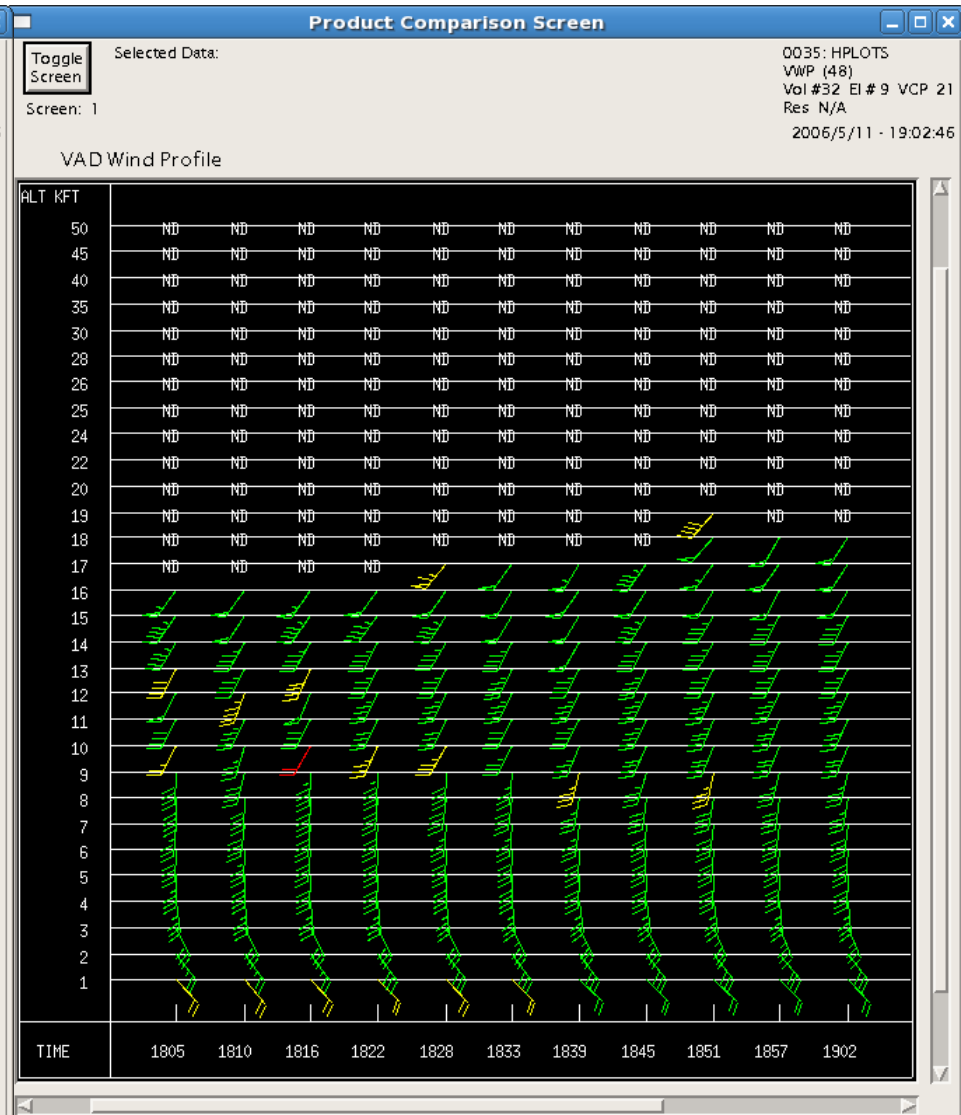 Product Comparison Screen
Toggle Screen
Selected Data:
Screen: 1
0035: HPLOTS
VWP (48)
Vol #32 El # 9 VCP 21
Res N/A
2006/5/11 - 19:02:46
VAD Wind Profile
ALT KFT
50 ND ND ND ND ND ND ND ND ND ND ND
45 ND ND ND ND ND ND ND ND ND ND ND
40 ND ND ND ND ND ND ND ND ND ND ND
35 ND ND ND ND ND ND ND ND ND ND ND
30 ND ND ND ND ND ND ND ND ND ND ND
28 ND ND ND ND ND ND ND ND ND ND ND
26 ND ND ND ND ND ND ND ND ND ND ND
25 ND ND ND ND ND ND ND ND ND ND ND
24 ND ND ND ND ND ND ND ND ND ND ND
22 ND ND ND ND ND ND ND ND ND ND ND
20 ND ND ND ND ND ND ND ND ND ND ND
19 ND ND ND ND ND ND ND ND ND ND
18 ND ND ND ND ND ND ND ND
17 ND ND ND ND
16
15
14
13
12
11
10
9
8
7
6
5
4
3
2
1
TIME 1805 1810 1816 1822 1828 1833 1839 1845 1851 1857 1902